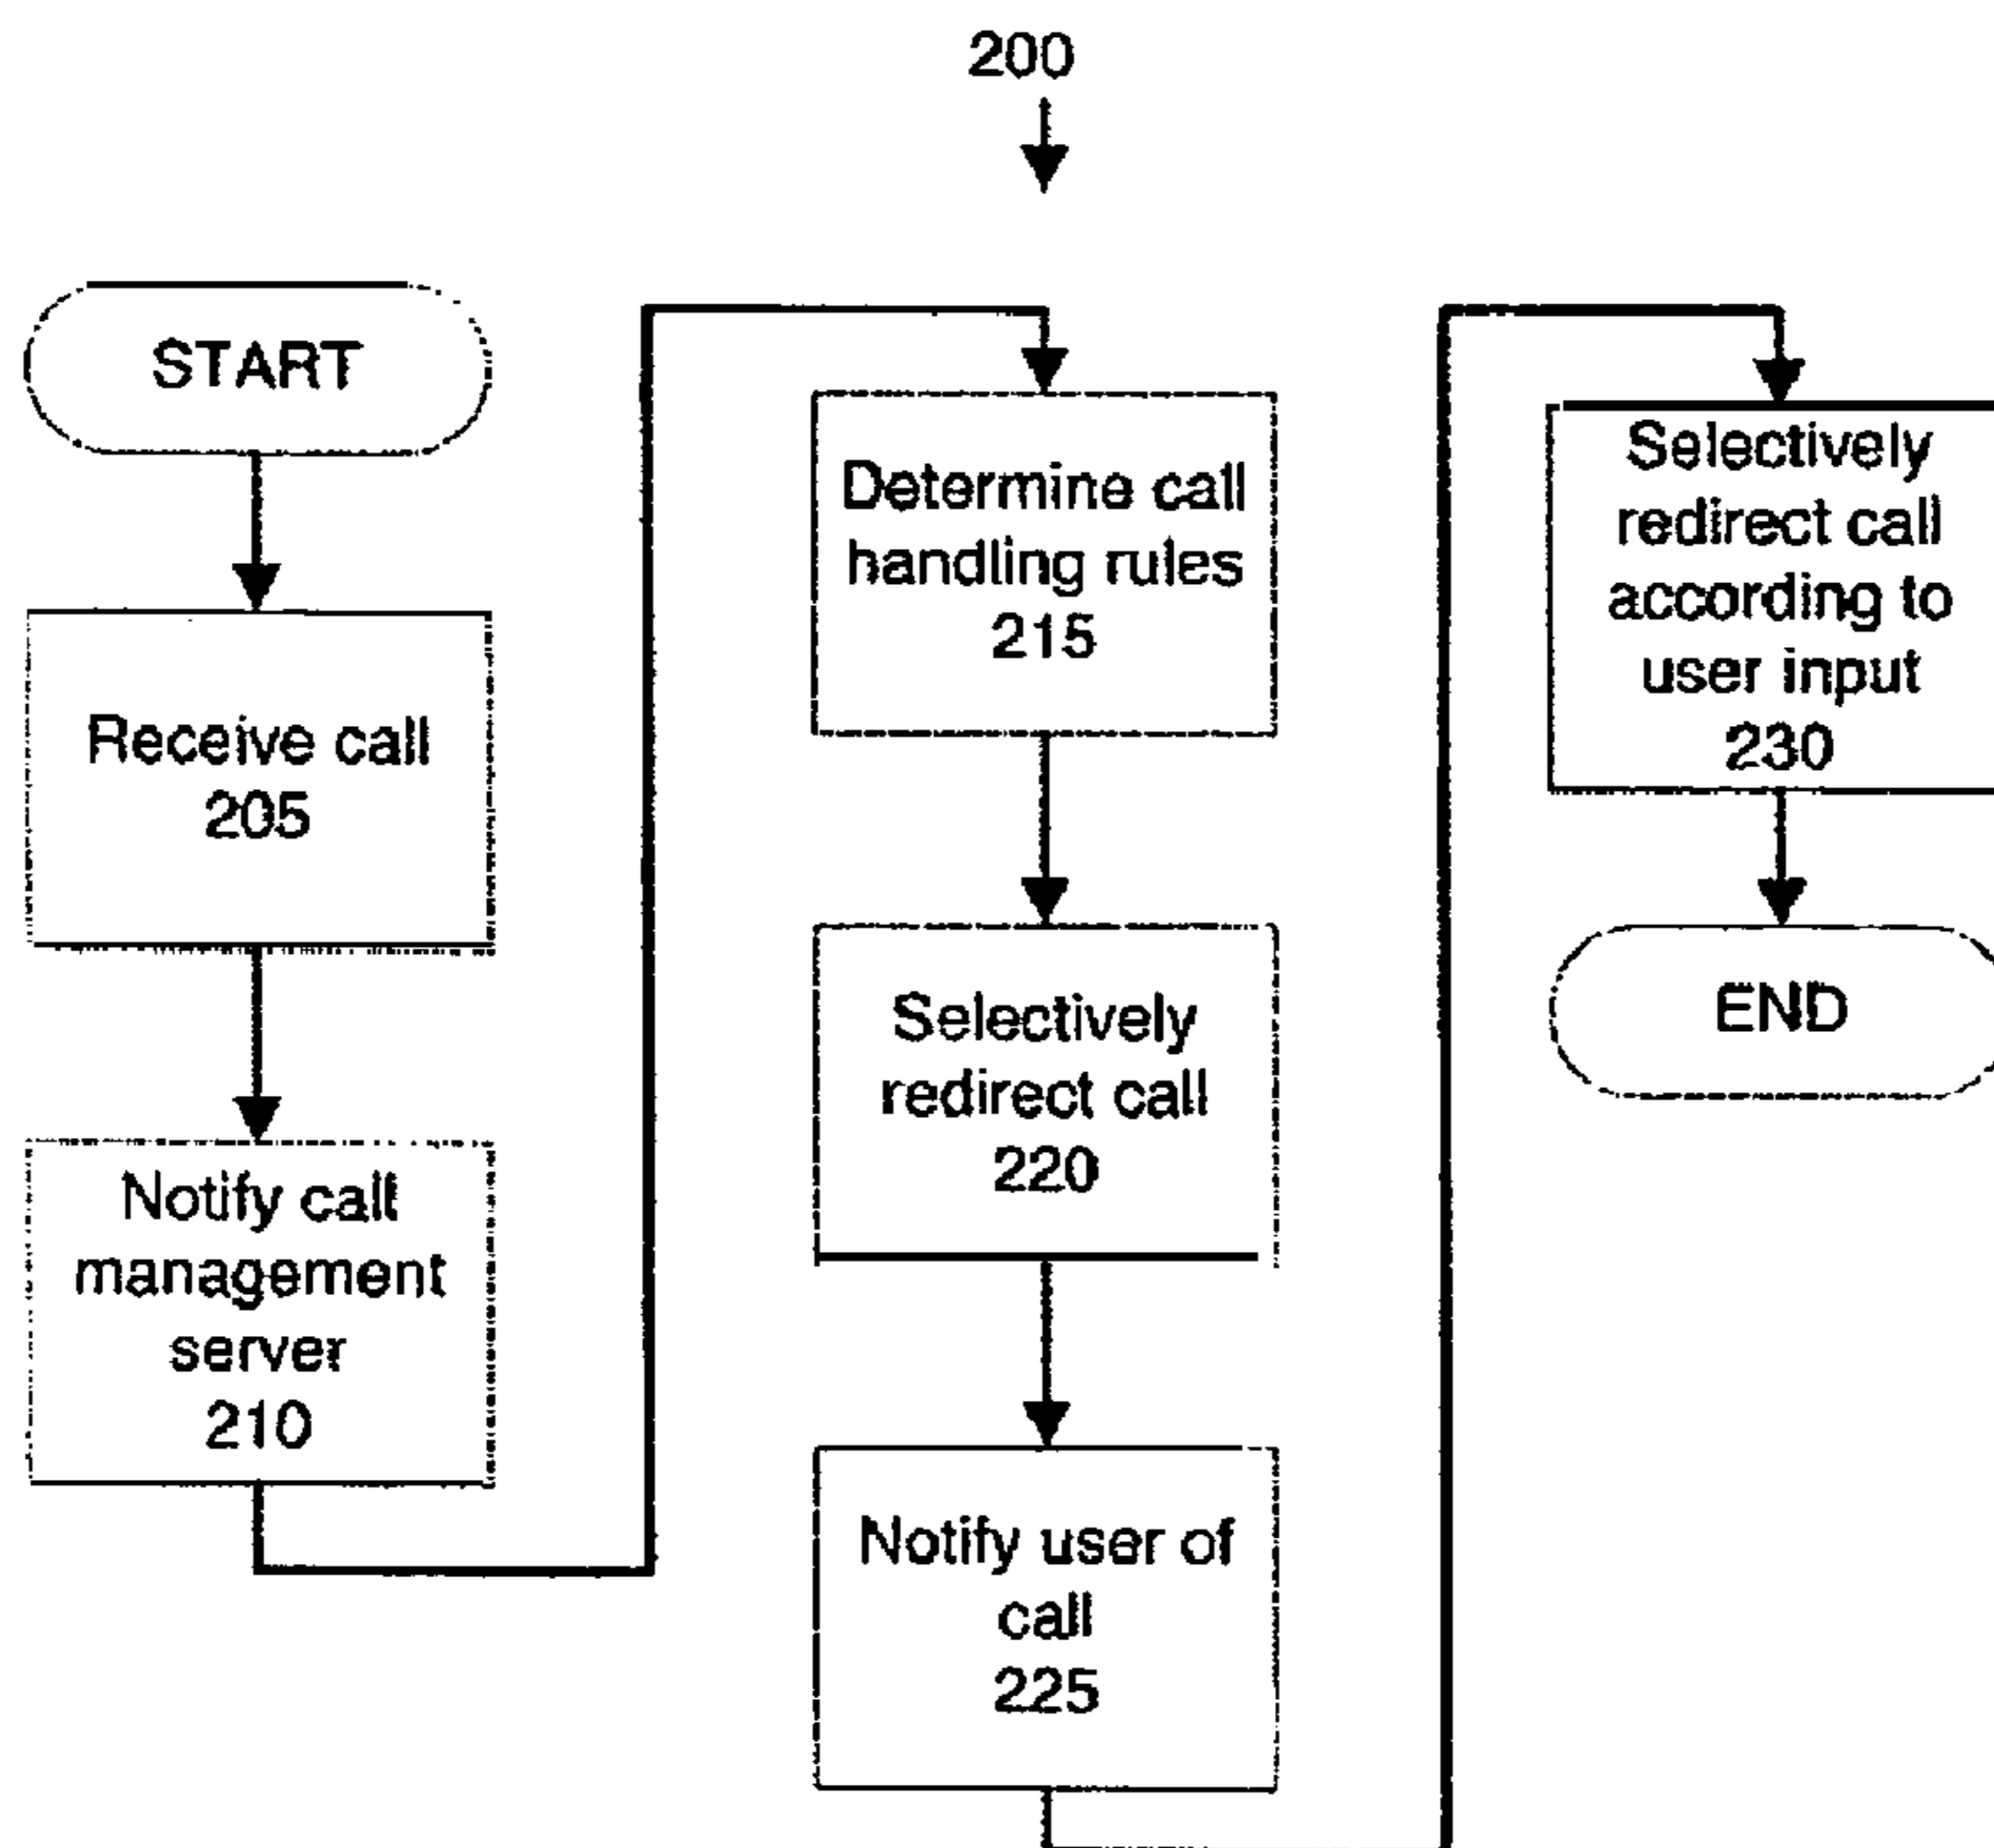 200
START
Receive call
205
Notify call
management
server
210
Determine call
handling rules
215
Selectively
redirect call
220
Notify user of
call
225
Selectively
redirect call
according to
user input
230
END